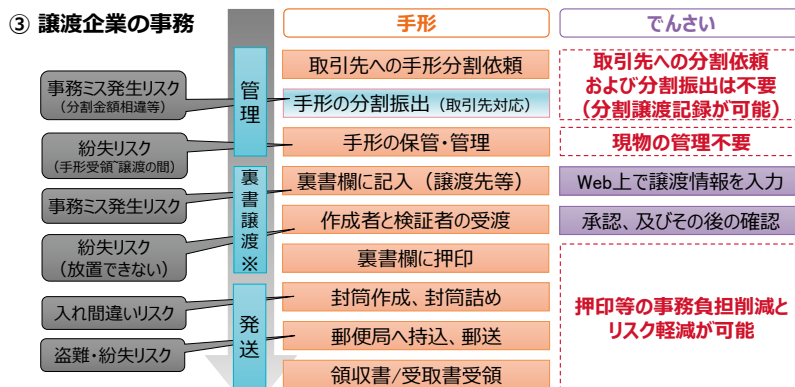 ③ 譲渡企業の事務
手形
でんさい
管理
取引先への手形分割依頼
手形の分割振出（取引先対応）
手形の保管・管理
事務ミス発生リスク
（分割金額相違等）
紛失リスク
（手形受領~譲渡の間）
取引先への分割依頼
および分割振出は不要
（分割譲渡記録が可能）
現物の管理不要
裏書譲渡※
裏書欄に記入（譲渡先等）
作成者と検証者の受渡
裏書欄に押印
事務ミス発生リスク
紛失リスク
（放置できない）
Web上で譲渡情報を入力
承認、及びその後の確認
発送
封筒作成、封筒詰め
郵便局へ持込、郵送
領収書/受取書受領
入れ間違いリスク
盗難・紛失リスク
押印等の事務負担削減と
リスク軽減が可能